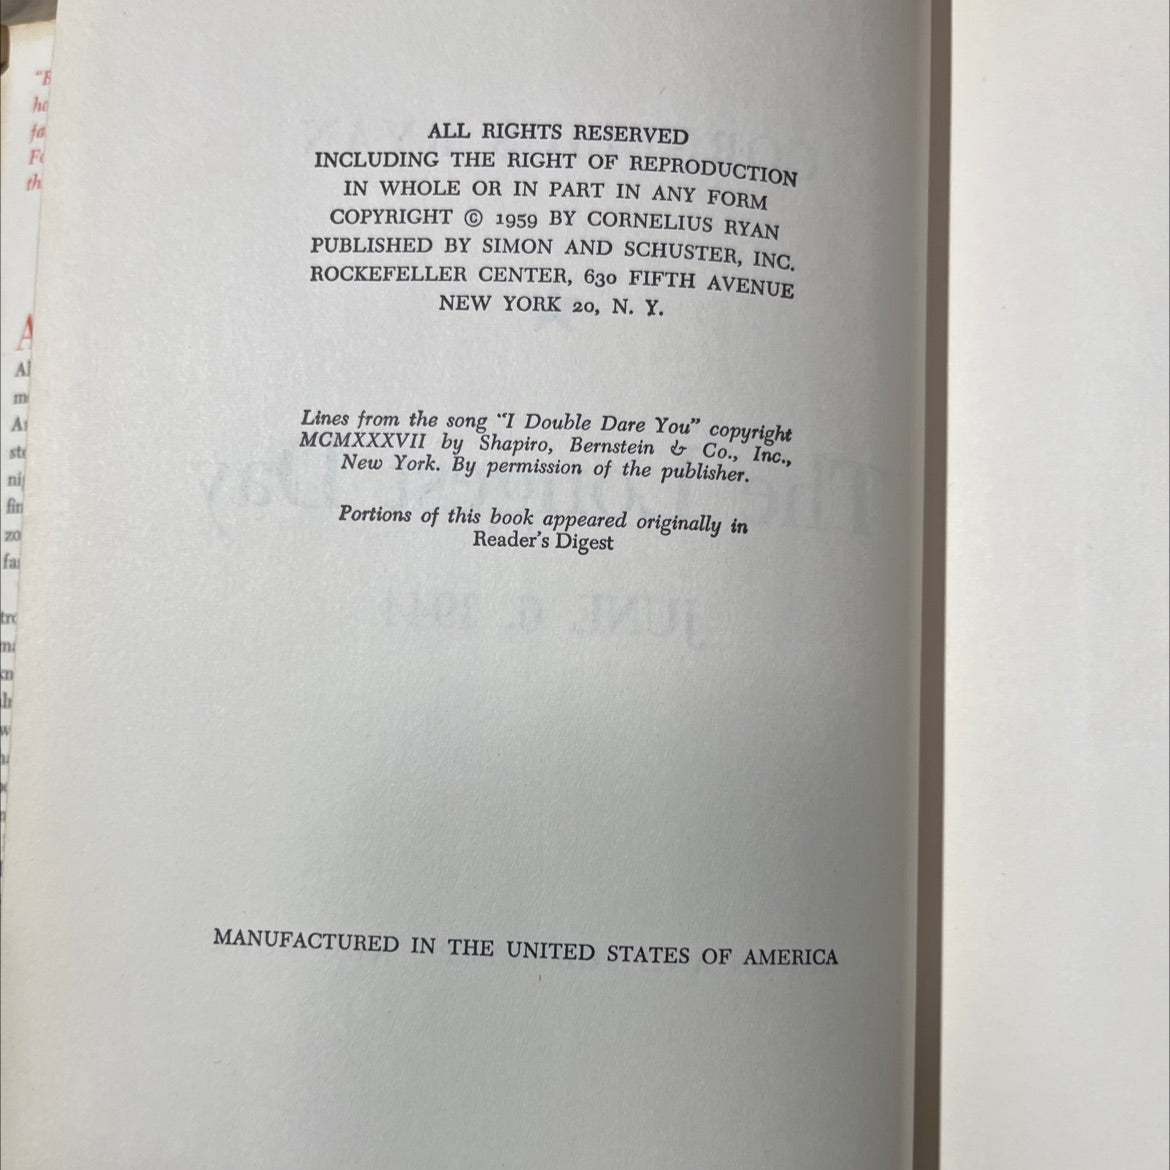 ALL RIGHTS RESERVED
INCLUDING THE RIGHT OF REPRODUCTION
IN WHOLE OR IN PART IN ANY FORM
COPYRIGHT © 1959 BY CORNELIUS RYAN
PUBLISHED BY SIMON AND SCHUSTER, INC.
ROCKEFELLER CENTER, 630 FIFTH AVENUE
NEW YORK 20, N. Y.
Lines from the song "I Double Dare You" copyright
MCMXXXVII by Shapiro, Bernstein & Co., Inc.,
New York. By permission of the publisher.
Portions of this book appeared originally in
Reader's Digest
MANUFACTURED IN THE UNITED STATES OF AMERICA